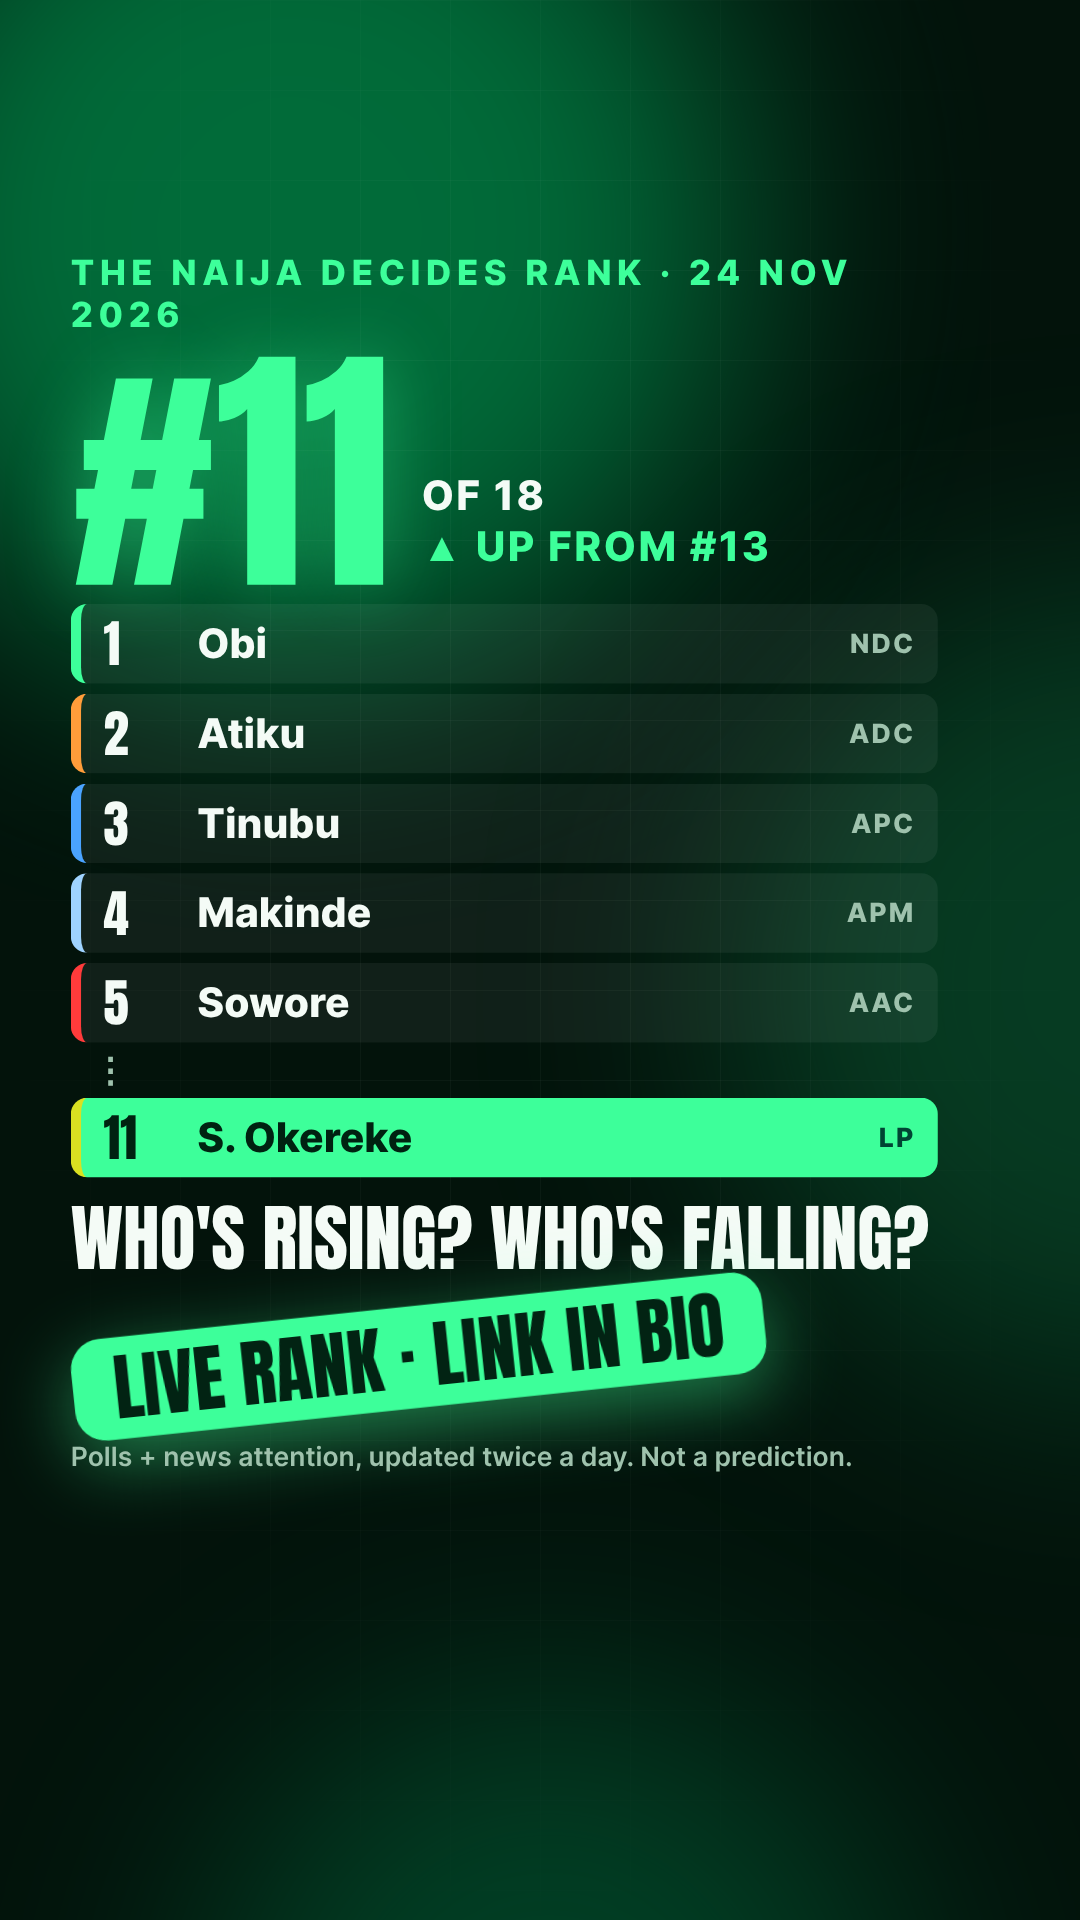 THE NAIJA DECIDES RANK · 24 NOV
2026
#11
OF 18
▲ UP FROM #13
1 Obi NDC
2 Atiku ADC
3 Tinubu APC
4 Makinde APM
5 Sowore AAC
⋮
11 S. Okereke LP
WHO'S RISING? WHO'S FALLING?
LIVE RANK · LINK IN BIO
Polls + news attention, updated twice a day. Not a prediction.